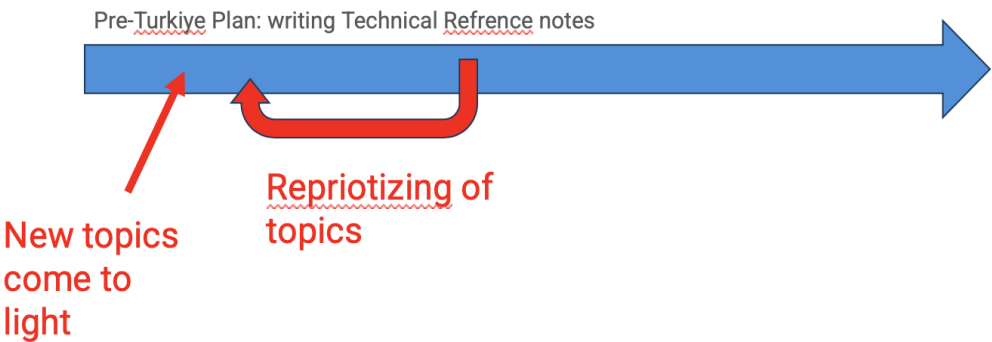 Pre-Turkiye Plan: writing Technical Refrence notes
Repriotizing of
topics
New topics
come to
light